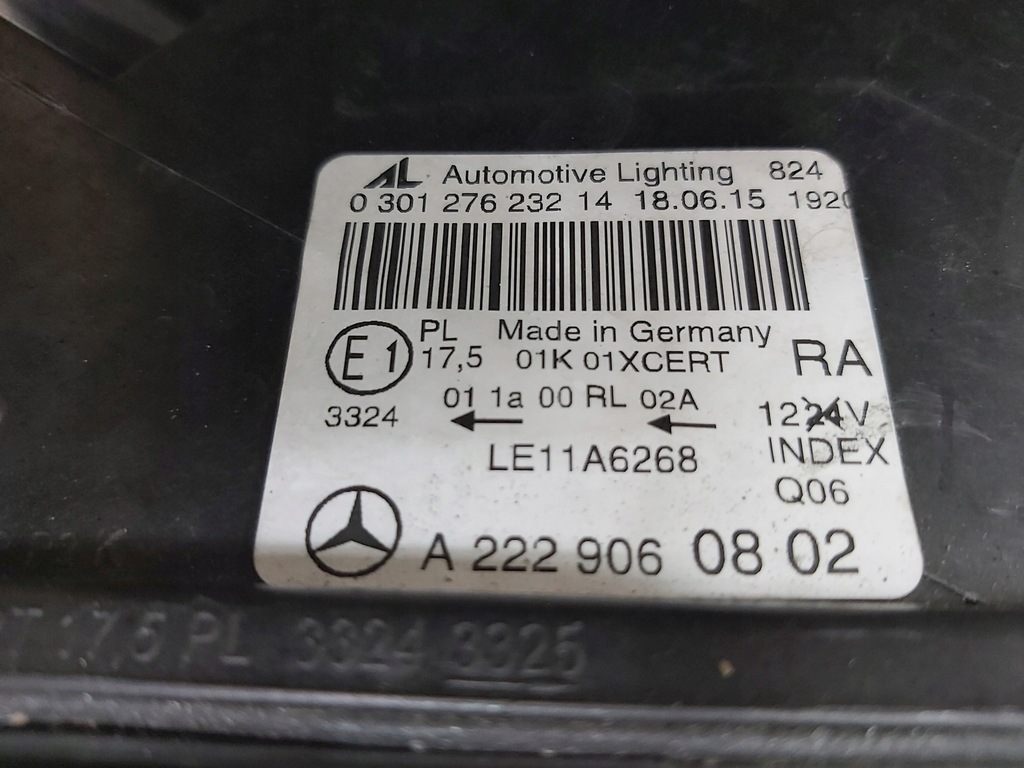 AL Automotive Lighting 824
0 301 276 232 14 18.06.15 1920
E1
PL Made in Germany
17,5 01K 01XCERT RA
01 1a 00 RL 02A
3324 12 24V
LE11A6268 INDEX
Q06
A 222 906 08 02
17,5 PL 3324 3325